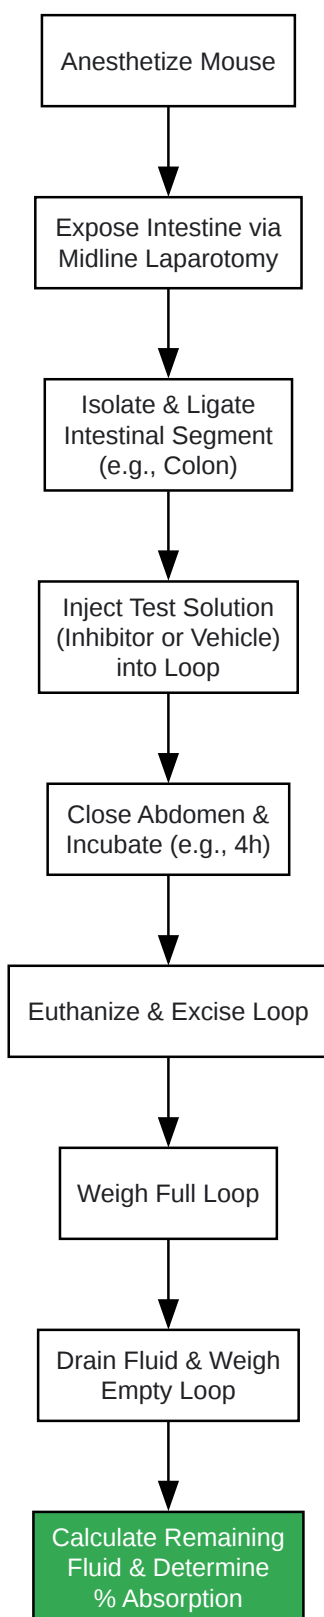 Anesthetize Mouse
Expose Intestine via
Midline Laparotomy
Isolate & Ligate
Intestinal Segment
(e.g., Colon)
Inject Test Solution
(Inhibitor or Vehicle)
into Loop
Close Abdomen &
Incubate (e.g., 4h)
Euthanize & Excise Loop
Weigh Full Loop
Drain Fluid & Weigh
Empty Loop
Calculate Remaining
Fluid & Determine
% Absorption